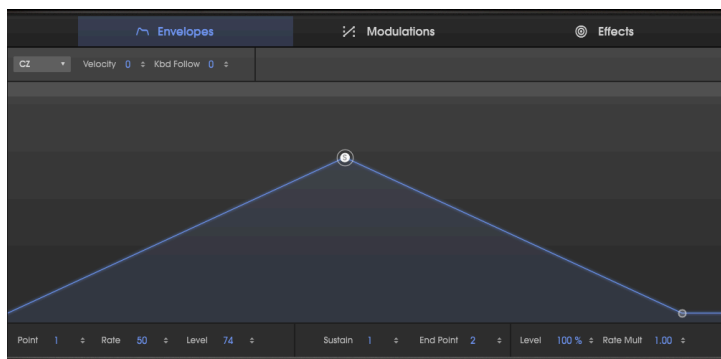 Envelopes Modulations Effects
CZ Velocity 0 Kbd Follow 0
S
Point 1 Rate 50 Level 74 Sustain 1 End Point 2 Level 100 % Rate Mult 1.00